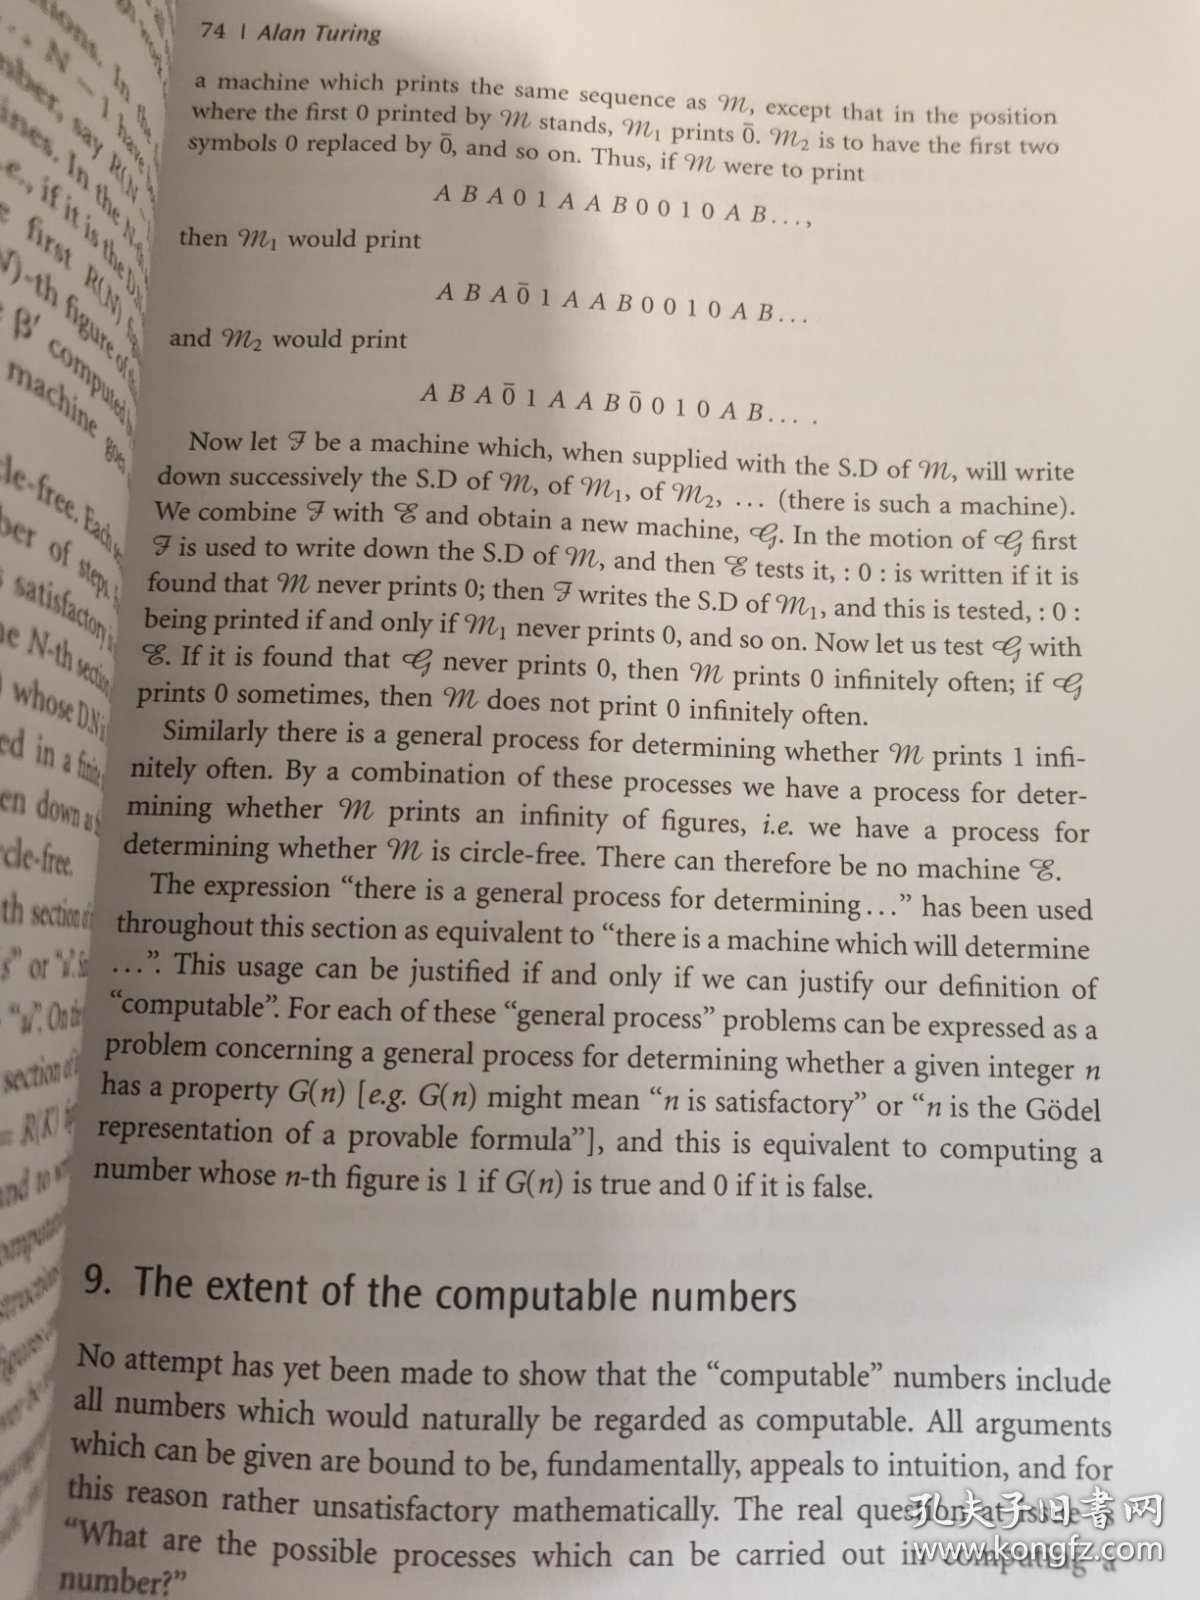 74 | Alan Turing
a machine which prints the same sequence as ℳ, except that in the position
where the first 0 printed by ℳ stands, ℳ₁ prints 0̄. ℳ₂ is to have the first two
symbols 0 replaced by 0̄, and so on. Thus, if ℳ were to print
A B A 0 1 A A B 0 0 1 0 A B...,
then ℳ₁ would print
A B A 0̄ 1 A A B 0 0 1 0 A B...
and ℳ₂ would print
A B A 0̄ 1 A A B 0̄ 0 1 0 A B... .
Now let ℱ be a machine which, when supplied with the S.D of ℳ, will write
down successively the S.D of ℳ, of ℳ₁, of ℳ₂, ... (there is such a machine).
We combine ℱ with ℰ and obtain a new machine, 𝒢. In the motion of 𝒢 first
ℱ is used to write down the S.D of ℳ, and then ℰ tests it, : 0 : is written if it is
found that ℳ never prints 0; then ℱ writes the S.D of ℳ₁, and this is tested, : 0 :
being printed if and only if ℳ₁ never prints 0, and so on. Now let us test 𝒢 with
ℰ. If it is found that 𝒢 never prints 0, then ℳ prints 0 infinitely often; if 𝒢
prints 0 sometimes, then ℳ does not print 0 infinitely often.
Similarly there is a general process for determining whether ℳ prints 1 infi-
nitely often. By a combination of these processes we have a process for deter-
mining whether ℳ prints an infinity of figures, i.e. we have a process for
determining whether ℳ is circle-free. There can therefore be no machine ℰ.
The expression “there is a general process for determining...” has been used
throughout this section as equivalent to “there is a machine which will determine
...”. This usage can be justified if and only if we can justify our definition of
“computable”. For each of these “general process” problems can be expressed as a
problem concerning a general process for determining whether a given integer n
has a property G(n) [e.g. G(n) might mean “n is satisfactory” or “n is the Gödel
representation of a provable formula”], and this is equivalent to computing a
number whose n-th figure is 1 if G(n) is true and 0 if it is false.
9. The extent of the computable numbers
No attempt has yet been made to show that the “computable” numbers include
all numbers which would naturally be regarded as computable. All arguments
which can be given are bound to be, fundamentally, appeals to intuition, and for
this reason rather unsatisfactory mathematically. The real question at issue is
“What are the possible processes which can be carried out in computing a
number?”
孔夫子旧书网
www.kongfz.com